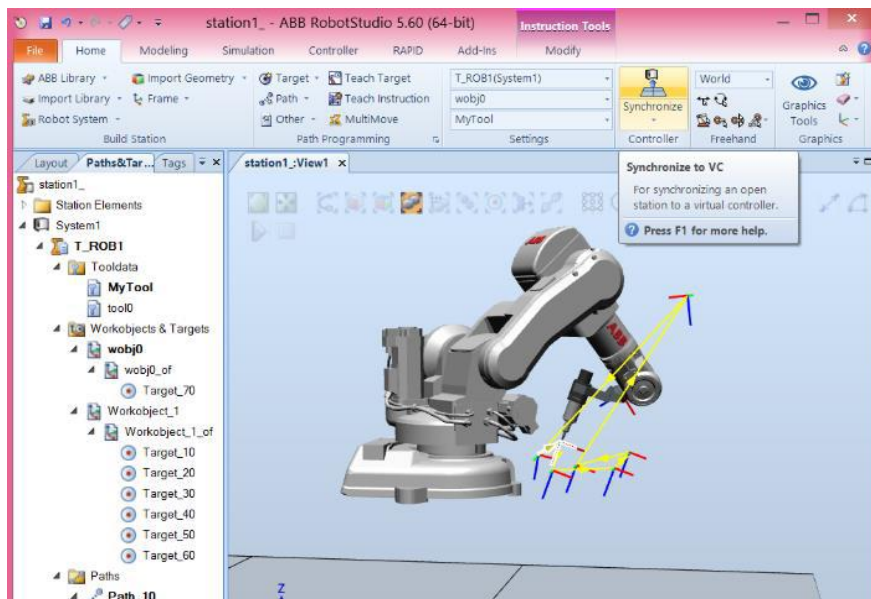 station1_ - ABB RobotStudio 5.60 (64-bit)
Instruction Tools
File Home Modeling Simulation Controller RAPID Add-Ins Modify
ABB Library Import Geometry Target Teach Target T_ROB1(System1) World
Import Library Frame Path Teach Instruction wobj0 Synchronize Graphics Tools
Robot System Other MultiMove MyTool
Build Station Path Programming Settings Controller Freehand Graphics
Layout Paths&Tar... Tags station1_:View1
Synchronize to VC
For synchronizing an open
station to a virtual controller.
Press F1 for more help.
station1_
Station Elements
System1
T_ROB1
Tooldata
MyTool
tool0
Workobjects & Targets
wobj0
wobj0_of
Target_70
Workobject_1
Workobject_1_of
Target_10
Target_20
Target_30
Target_40
Target_50
Target_60
Paths
Path_10
ABB
ABB
Z